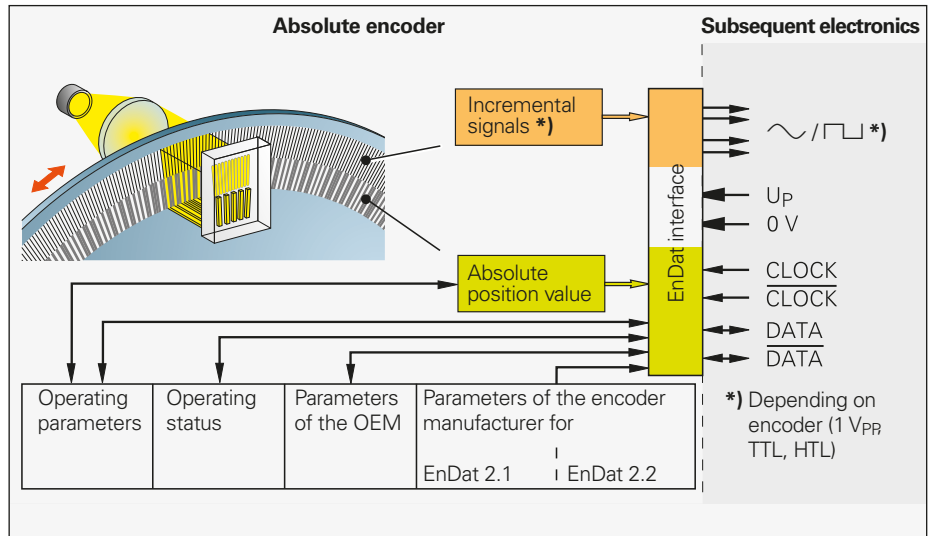 Absolute encoder
Subsequent electronics
Incremental
signals *)
EnDat interface
∿ / ⊓⊔ *)
UP
0 V
Absolute
position value
CLOCK
CLOCK
DATA
DATA
Operating
parameters
Operating
status
Parameters
of the OEM
Parameters of the encoder
manufacturer for
EnDat 2.1
EnDat 2.2
*) Depending on
encoder (1 VPP,
TTL, HTL)